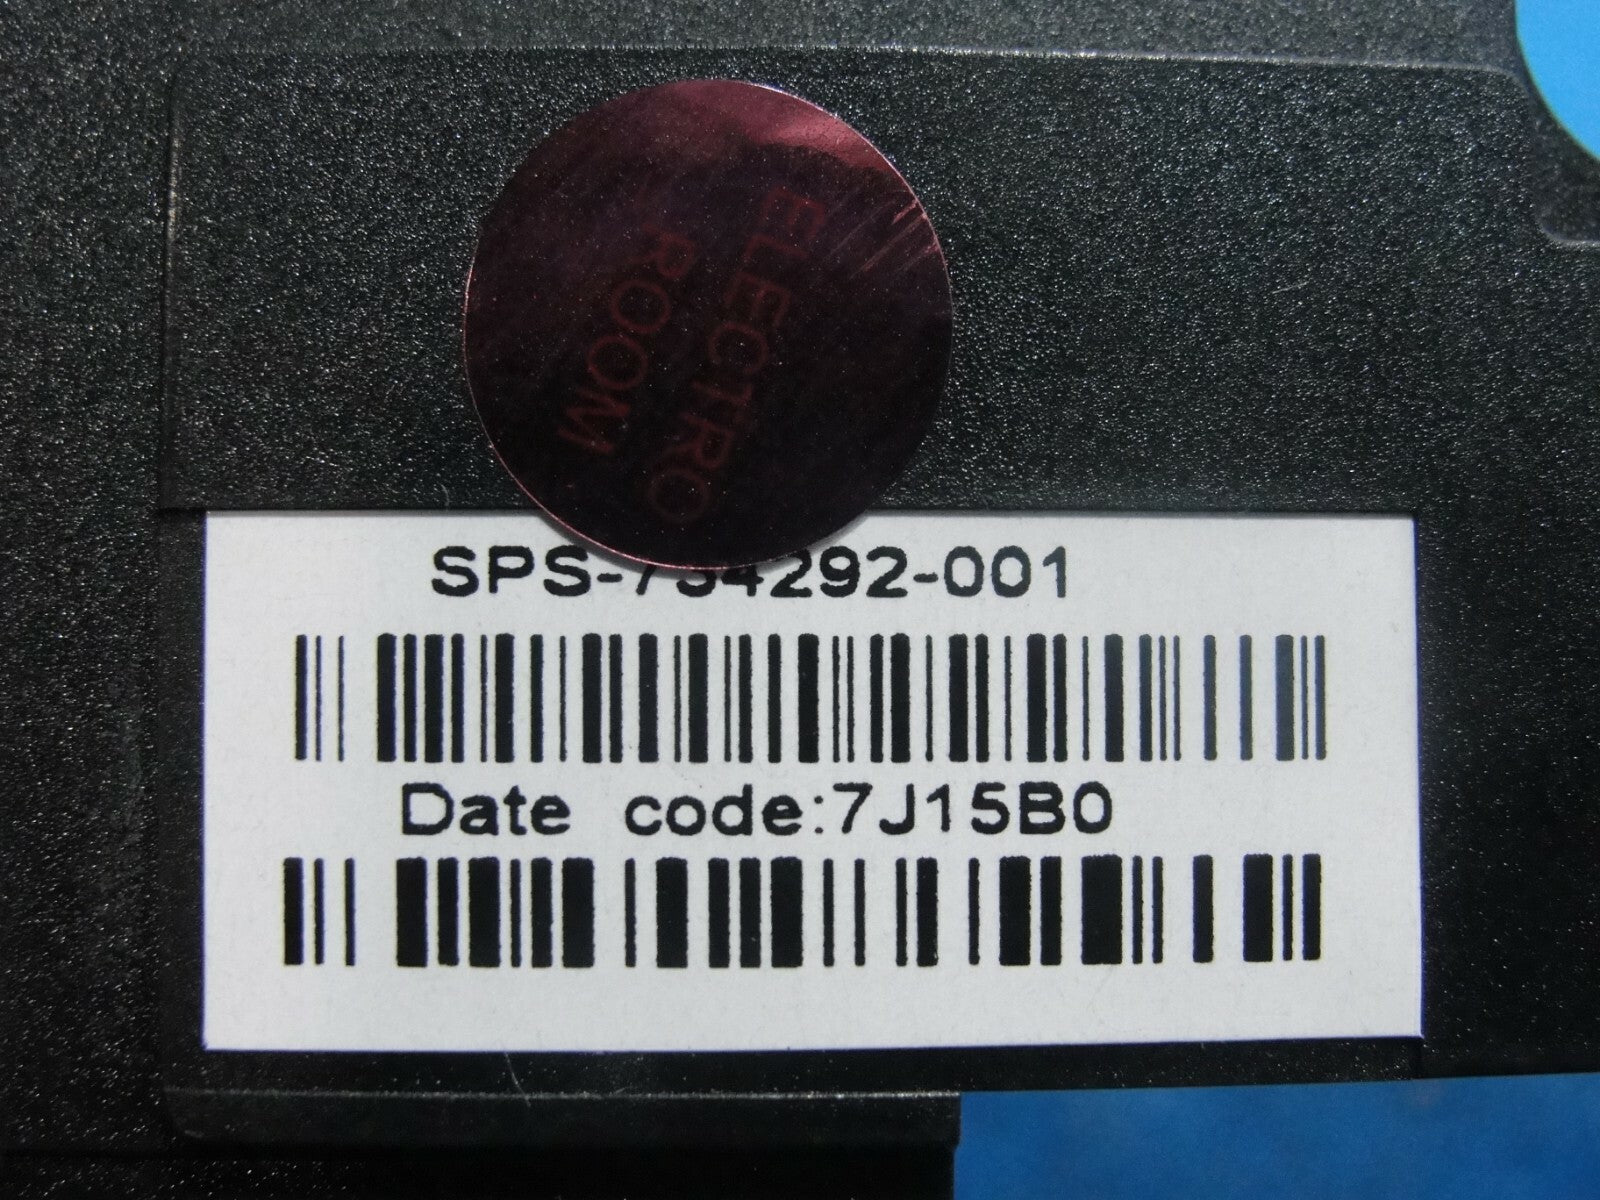 ELECTRO
ROOM
SPS-734292-001
Date code:7J15B0